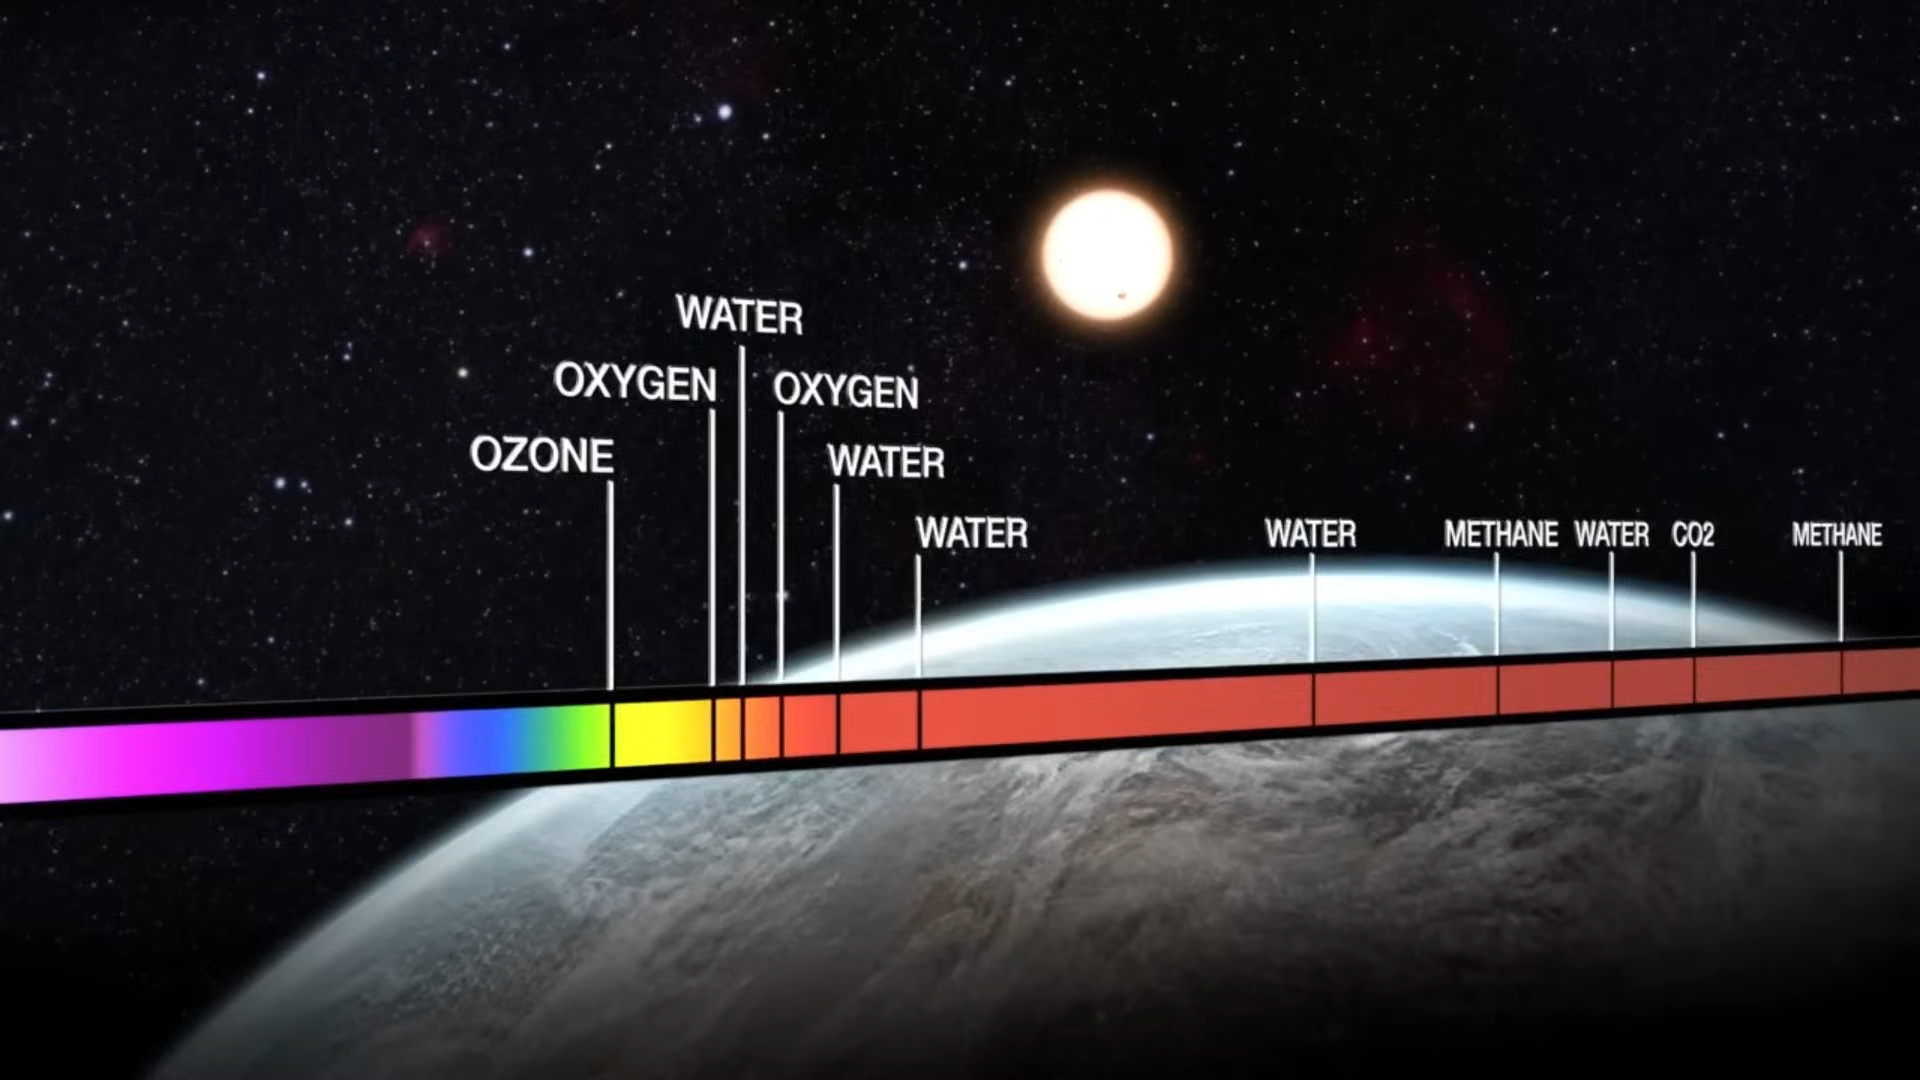 WATER
OXYGEN
OXYGEN
OZONE
WATER
WATER
WATER
METHANE
WATER
CO2
METHANE